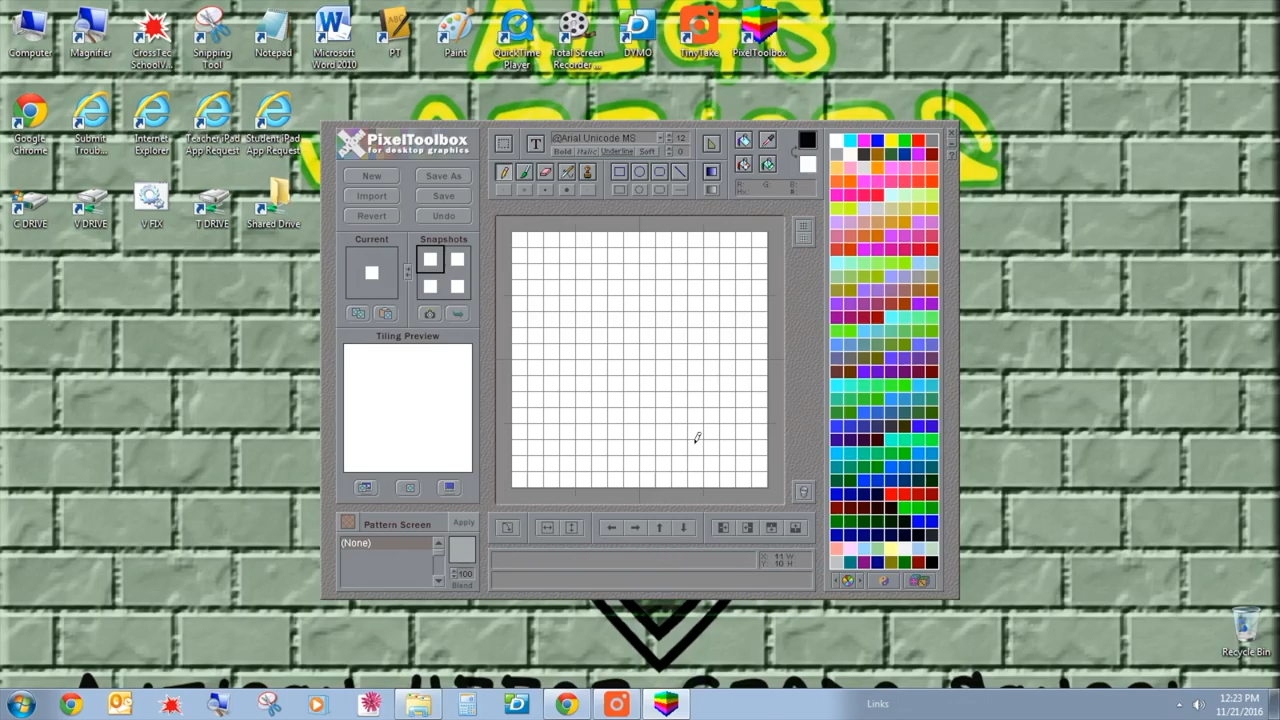 Computer
Magnifier
CrossTec
SchoolV...
Snipping
Tool
Notepad
Microsoft
Word 2010
PT
Paint
QuickTime
Player
Total Screen
Recorder ...
DYMO
TinyTake
PixelToolbox
Google
Chrome
Submit
Troub...
Internet
Explorer
Teacher iPad
App Request
Student iPad
App Request
C DRIVE
V DRIVE
V FIX
T DRIVE
Shared Drive
PixelToolbox
for desktop graphics
New
Save As
Import
Save
Revert
Undo
T
@Arial Unicode MS
12
Bold
Italic
Underline
Soft
0
R:
G:
B:
Hx:
#
Current
Snapshots
Tiling Preview
Pattern Screen
Apply
(None)
100
Blend
X: 11 W:
Y: 10 H:
Recycle Bin
Links
12:23 PM
11/21/2016